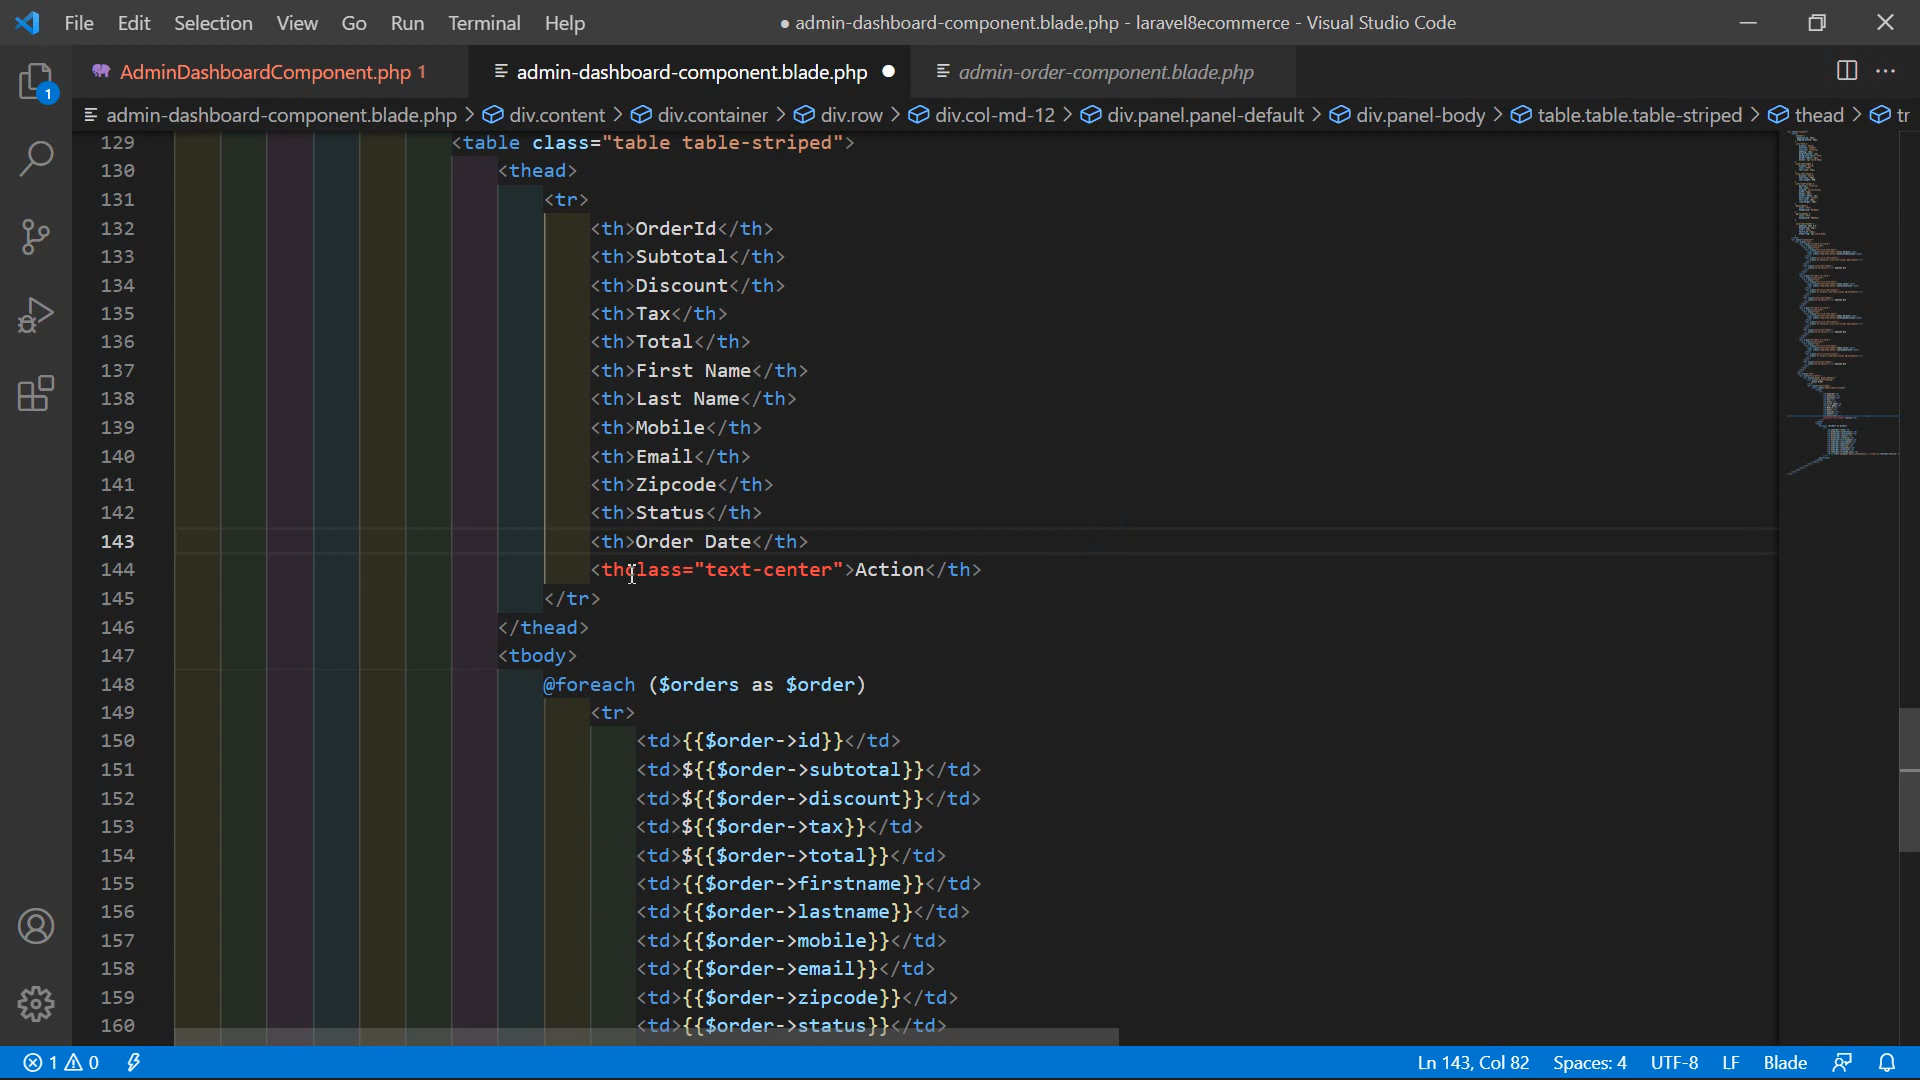 File Edit Selection View Go Run Terminal Help
● admin-dashboard-component.blade.php - laravel8ecommerce - Visual Studio Code
AdminDashboardComponent.php 1
admin-dashboard-component.blade.php ●
admin-order-component.blade.php
admin-dashboard-component.blade.php > div.content > div.container > div.row > div.col-md-12 > div.panel.panel-default > div.panel-body > table.table.table-striped > thead > tr
1
129 <table class="table table-striped">
130 <thead>
131 <tr>
132 <th>OrderId</th>
133 <th>Subtotal</th>
134 <th>Discount</th>
135 <th>Tax</th>
136 <th>Total</th>
137 <th>First Name</th>
138 <th>Last Name</th>
139 <th>Mobile</th>
140 <th>Email</th>
141 <th>Zipcode</th>
142 <th>Status</th>
143 <th>Order Date</th>
144 <thclass="text-center">Action</th>
145 </tr>
146 </thead>
147 <tbody>
148 @foreach ($orders as $order)
149 <tr>
150 <td>{{$order->id}}</td>
151 <td>${{$order->subtotal}}</td>
152 <td>${{$order->discount}}</td>
153 <td>${{$order->tax}}</td>
154 <td>${{$order->total}}</td>
155 <td>{{$order->firstname}}</td>
156 <td>{{$order->lastname}}</td>
157 <td>{{$order->mobile}}</td>
158 <td>{{$order->email}}</td>
159 <td>{{$order->zipcode}}</td>
160 <td>{{$order->status}}</td>
1 0 Ln 143, Col 82 Spaces: 4 UTF-8 LF Blade